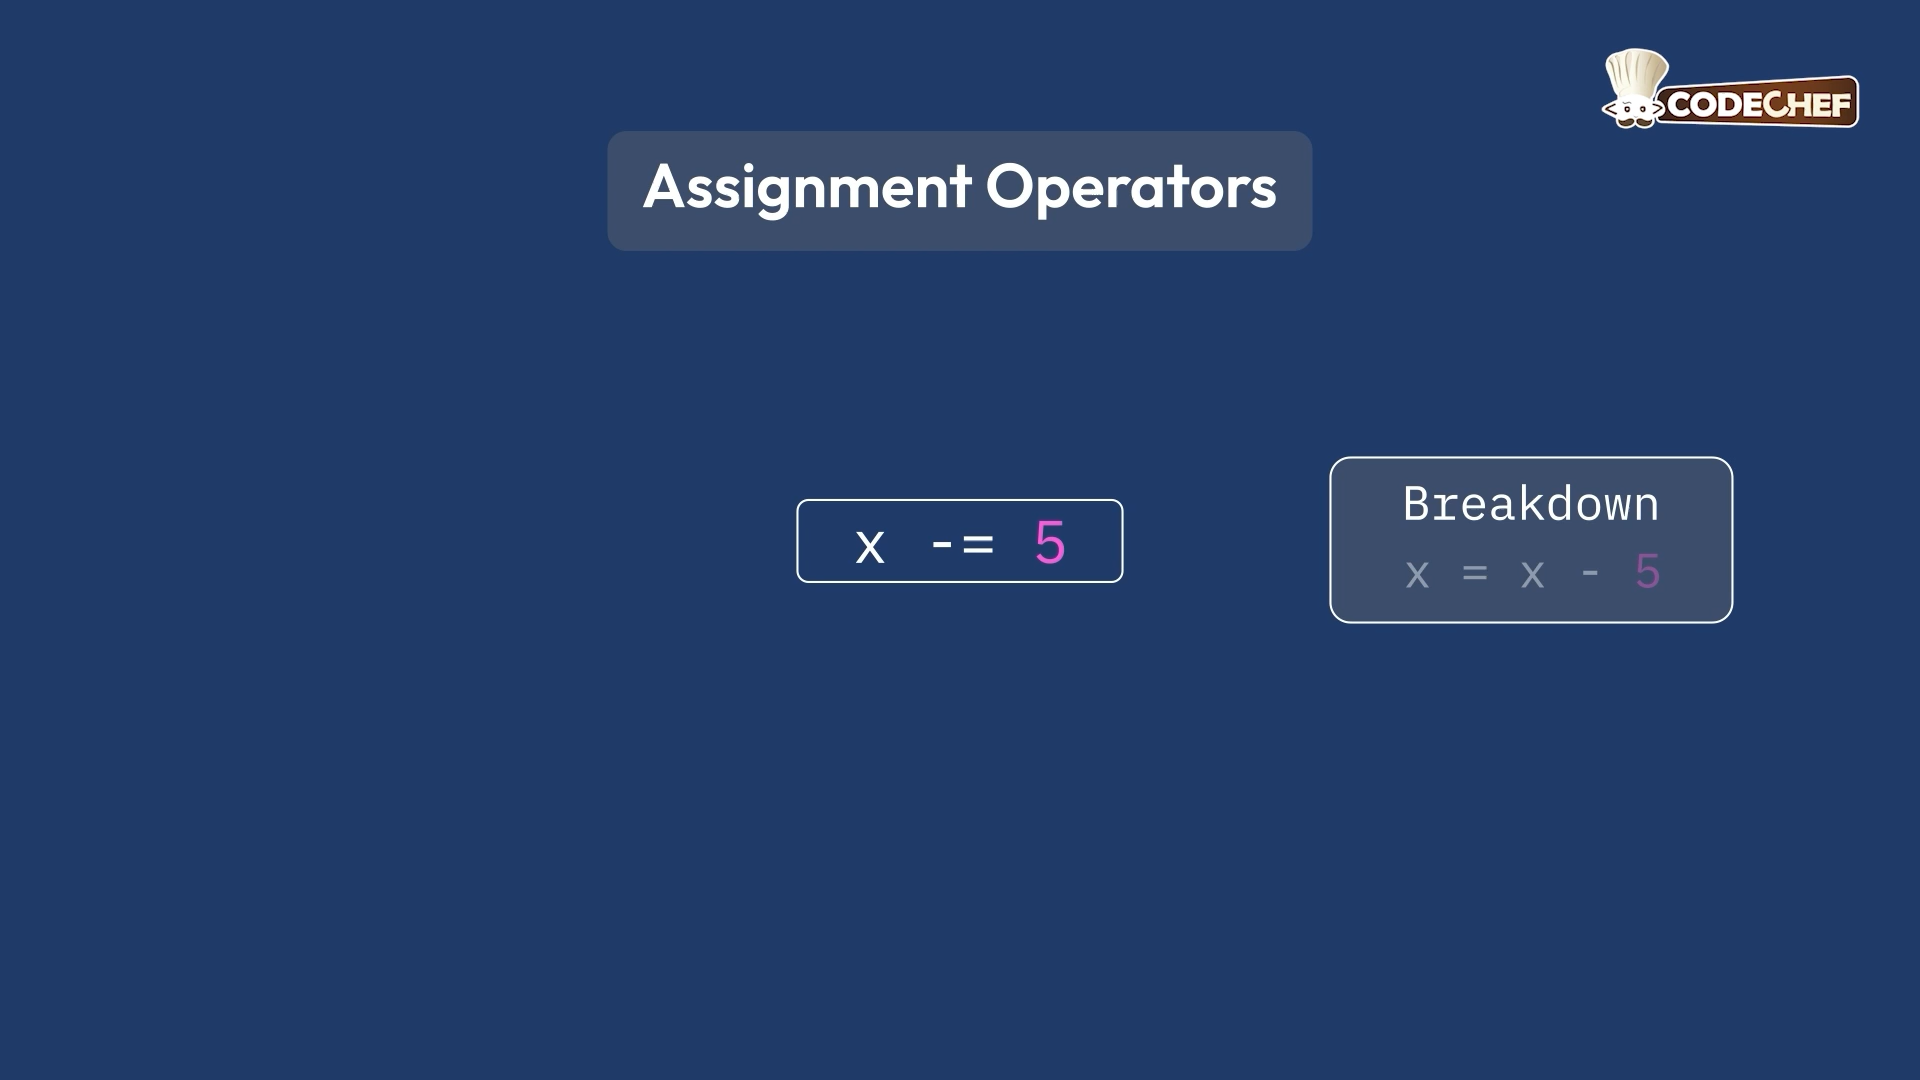 CODECHEF
Assignment Operators
x -= 5
Breakdown
x = x - 5